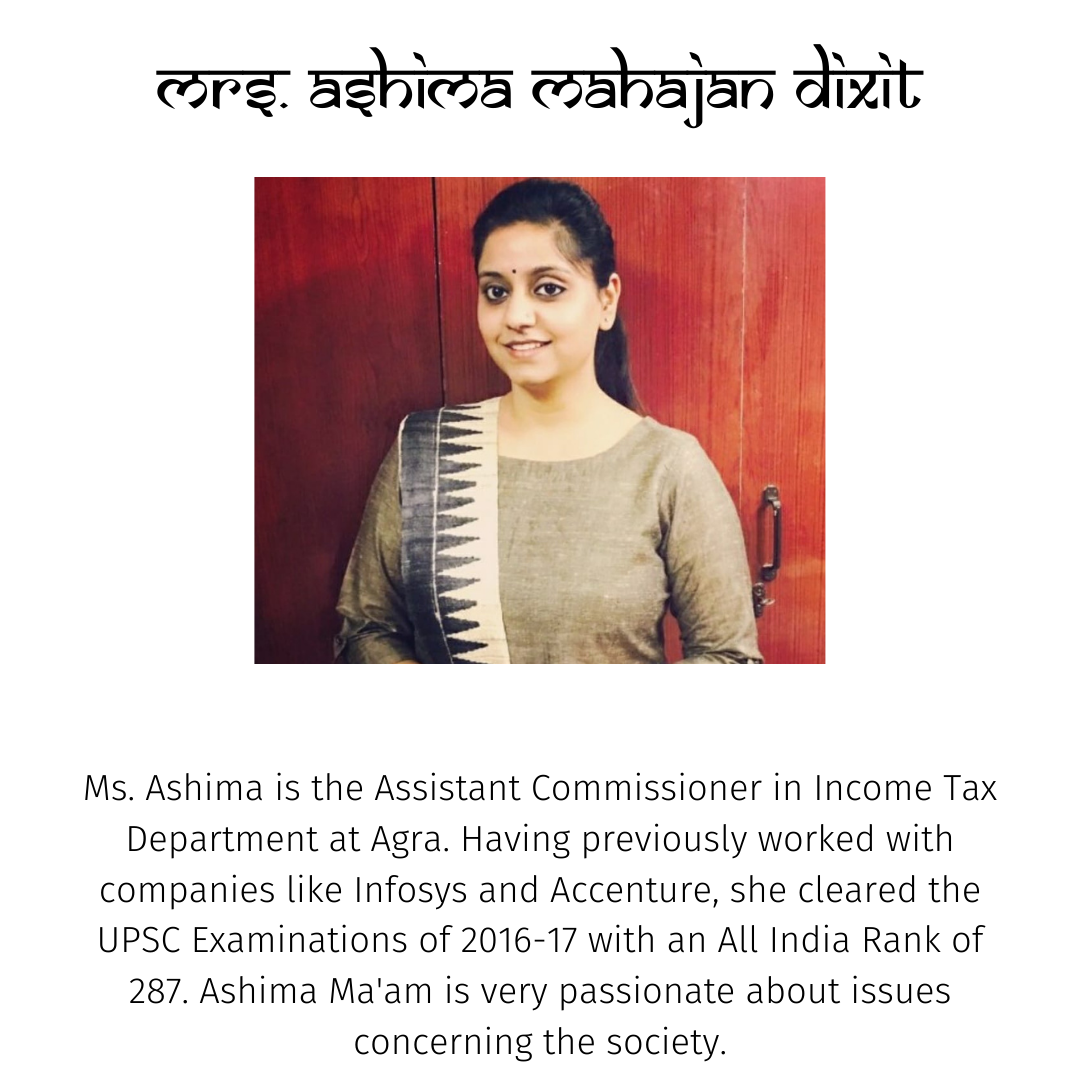 mrs. ashima mahajan dixit
Ms. Ashima is the Assistant Commissioner in Income Tax
Department at Agra. Having previously worked with
companies like Infosys and Accenture, she cleared the
UPSC Examinations of 2016-17 with an All India Rank of
287. Ashima Ma'am is very passionate about issues
concerning the society.